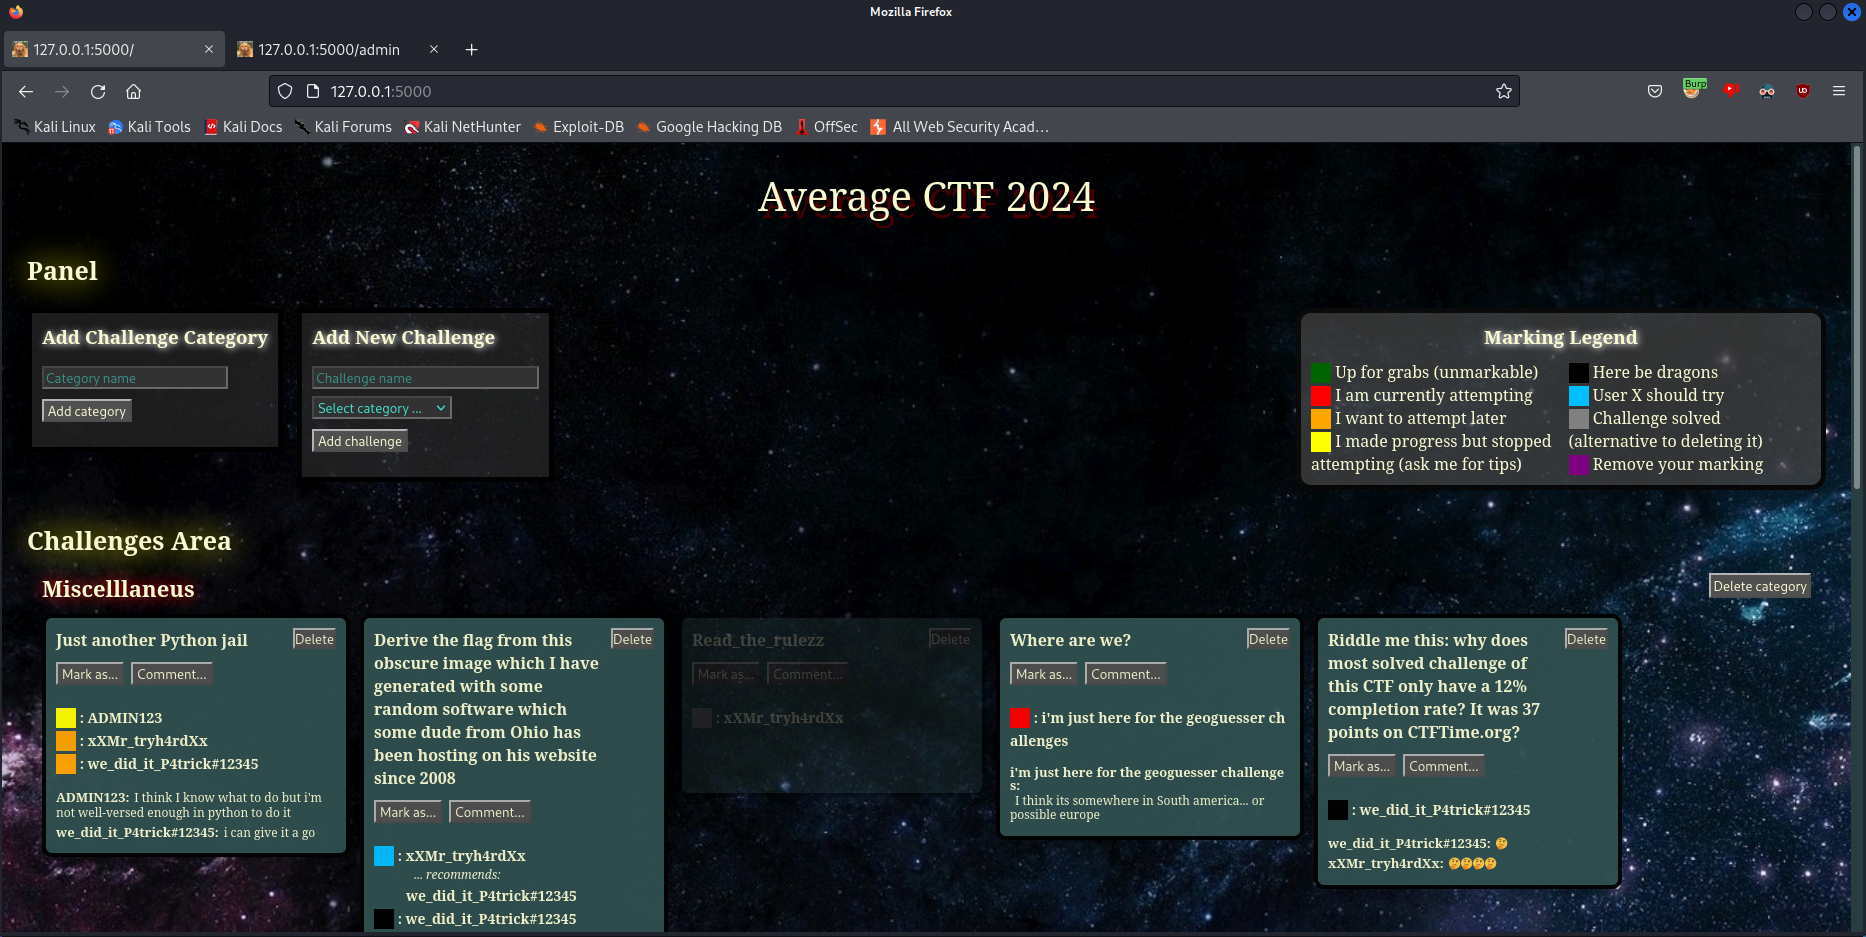 Mozilla Firefox
127.0.0.1:5000/
127.0.0.1:5000/admin
127.0.0.1:5000
Burp
Kali Linux
Kali Tools
Kali Docs
Kali Forums
Kali NetHunter
Exploit-DB
Google Hacking DB
OffSec
All Web Security Acad…
Average CTF 2024
Panel
Add Challenge Category
Category name
Add category
Add New Challenge
Challenge name
Select category ...
Add challenge
Marking Legend
Up for grabs (unmarkable)
I am currently attempting
I want to attempt later
I made progress but stopped
attempting (ask me for tips)
Here be dragons
User X should try
Challenge solved
(alternative to deleting it)
Remove your marking
Challenges Area
Miscelllaneus
Delete category
Just another Python jail
Delete
Mark as...
Comment...
: ADMIN123
: xXMr_tryh4rdXx
: we_did_it_P4trick#12345
ADMIN123: I think I know what to do but i'm
not well-versed enough in python to do it
we_did_it_P4trick#12345: i can give it a go
Derive the flag from this
obscure image which I have
generated with some
random software which
some dude from Ohio has
been hosting on his website
since 2008
Delete
Mark as...
Comment...
: xXMr_tryh4rdXx
... recommends:
we_did_it_P4trick#12345
: we_did_it_P4trick#12345
Read_the_rulezz
Delete
Mark as...
Comment...
: xXMr_tryh4rdXx
Where are we?
Delete
Mark as...
Comment...
: i'm just here for the geoguesser ch
allenges
i'm just here for the geoguesser challenge
s:
I think its somewhere in South america... or
possible europe
Riddle me this: why does
most solved challenge of
this CTF only have a 12%
completion rate? It was 37
points on CTFTime.org?
Delete
Mark as...
Comment...
: we_did_it_P4trick#12345
we_did_it_P4trick#12345: 🤔
xXMr_tryh4rdXx: 🤔🤔🤔🤔